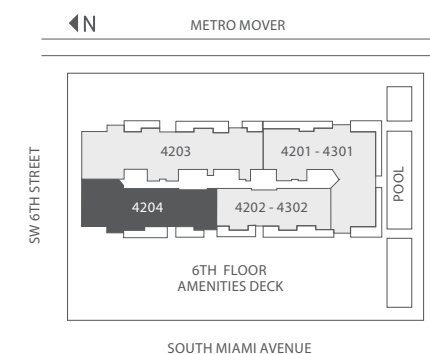 N
METRO MOVER
4203
4201 - 4301
SW 6TH STREET
POOL
4204
4202 - 4302
6TH FLOOR
AMENITIES DECK
SOUTH MIAMI AVENUE